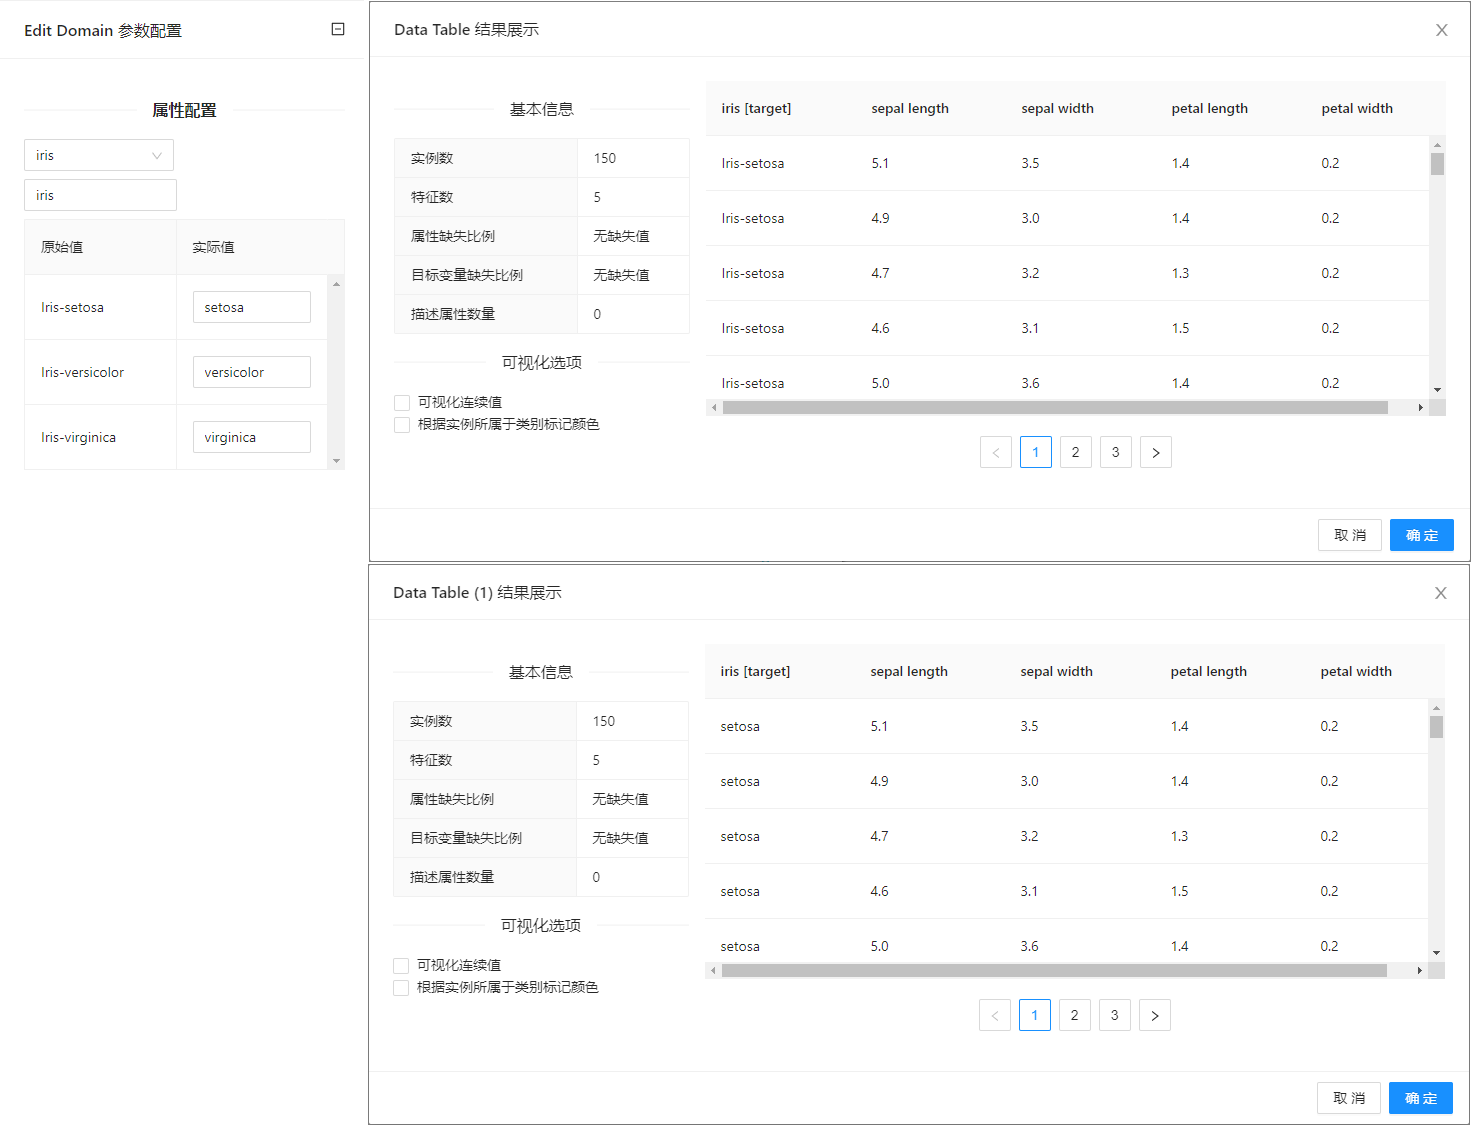 Edit Domain 参数配置
属性配置
iris
iris
原始值 实际值
Iris-setosa setosa
Iris-versicolor versicolor
Iris-virginica virginica
Data Table 结果展示
基本信息
实例数 150
特征数 5
属性缺失比例 无缺失值
目标变量缺失比例 无缺失值
描述属性数量 0
可视化选项
可视化连续值
根据实例所属于类别标记颜色
iris [target] sepal length sepal width petal length petal width
Iris-setosa 5.1 3.5 1.4 0.2
Iris-setosa 4.9 3.0 1.4 0.2
Iris-setosa 4.7 3.2 1.3 0.2
Iris-setosa 4.6 3.1 1.5 0.2
Iris-setosa 5.0 3.6 1.4 0.2
< 1 2 3 >
取 消 确 定
Data Table (1) 结果展示
基本信息
实例数 150
特征数 5
属性缺失比例 无缺失值
目标变量缺失比例 无缺失值
描述属性数量 0
可视化选项
可视化连续值
根据实例所属于类别标记颜色
iris [target] sepal length sepal width petal length petal width
setosa 5.1 3.5 1.4 0.2
setosa 4.9 3.0 1.4 0.2
setosa 4.7 3.2 1.3 0.2
setosa 4.6 3.1 1.5 0.2
setosa 5.0 3.6 1.4 0.2
< 1 2 3 >
取 消 确 定